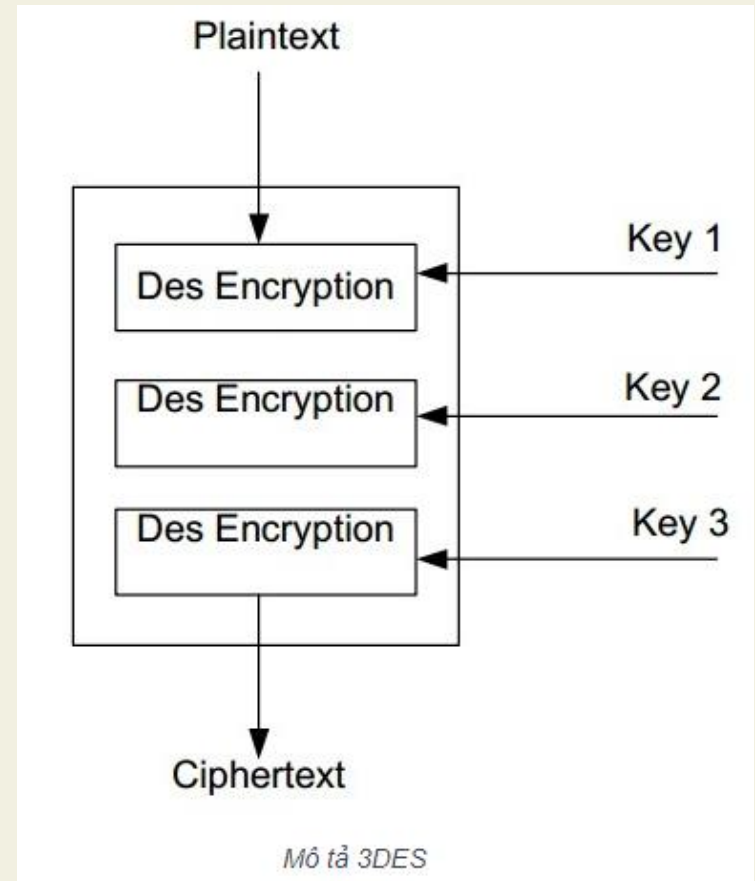 Plaintext
Key 1
Des Encryption
Key 2
Des Encryption
Key 3
Des Encryption
Ciphertext
Mô tả 3DES